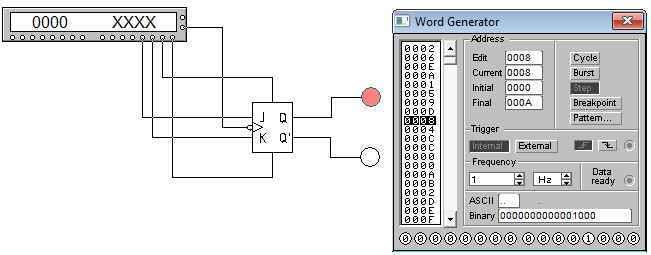 0000 XXXX
J Q
K Q'
Word Generator
0002
0006
000E
000A
0001
0005
0009
000D
0008
0004
000C
000C
0000
0000
000A
000B
0002
000D
000E
000F
Address
Edit 0008
Current 0008
Initial 0000
Final 000A
Cycle
Burst
Step
Breakpoint
Pattern...
Trigger
Internal External
Frequency
1 Hz
Data
ready
ASCII ..
Binary 0000000000001000
0 0 0 0 0 0 0 0 0 0 0 0 1 0 0 0